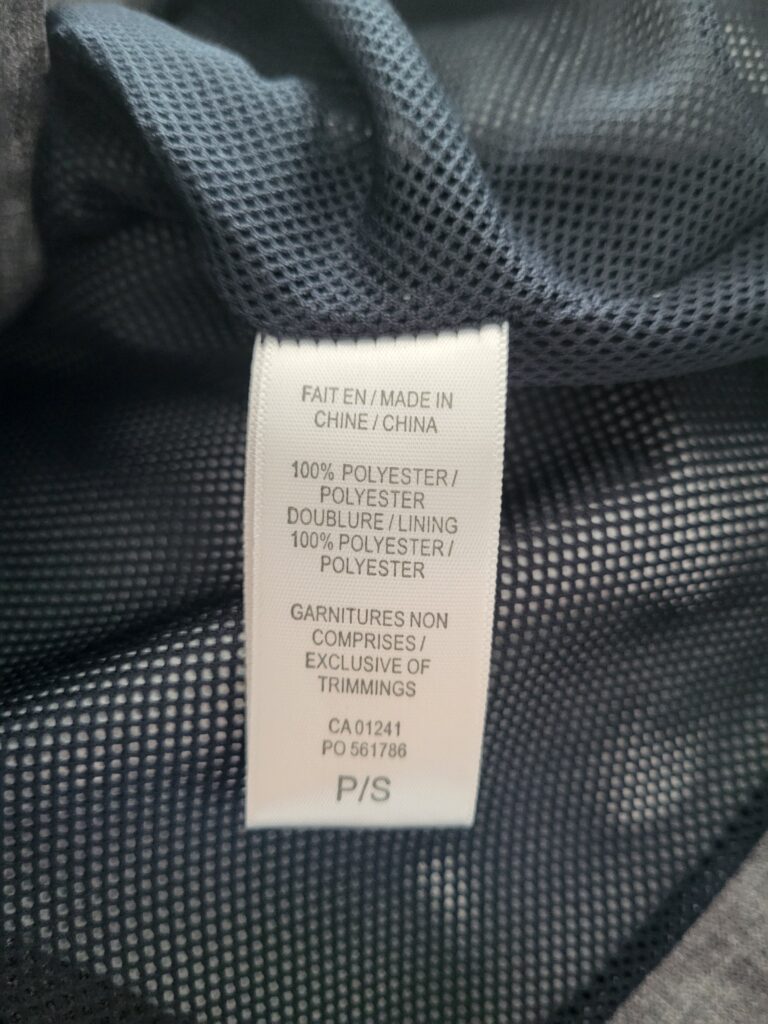 FAIT EN / MADE IN
CHINE / CHINA
100% POLYESTER /
POLYESTER
DOUBLURE / LINING
100% POLYESTER /
POLYESTER
GARNITURES NON
COMPRISES /
EXCLUSIVE OF
TRIMMINGS
CA 01241
PO 561786
P/S